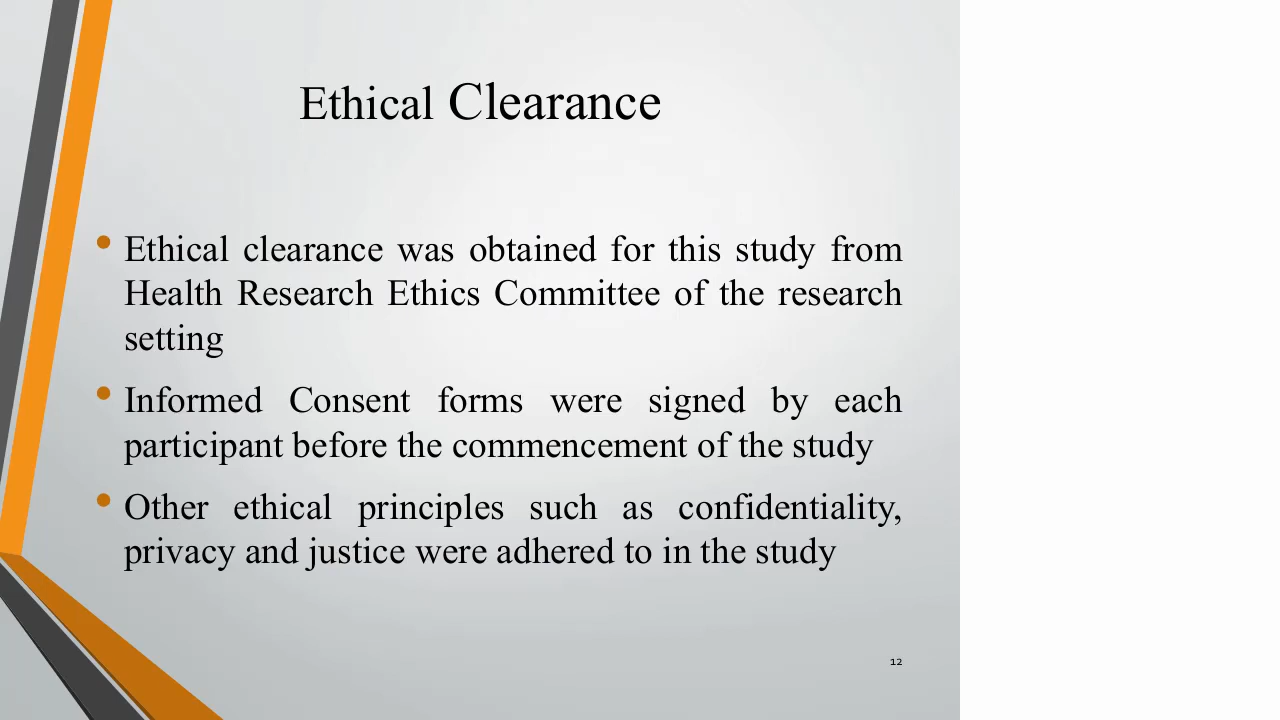 Ethical Clearance
• Ethical clearance was obtained for this study from
Health Research Ethics Committee of the research
setting
• Informed Consent forms were signed by each
participant before the commencement of the study
• Other ethical principles such as confidentiality,
privacy and justice were adhered to in the study
12